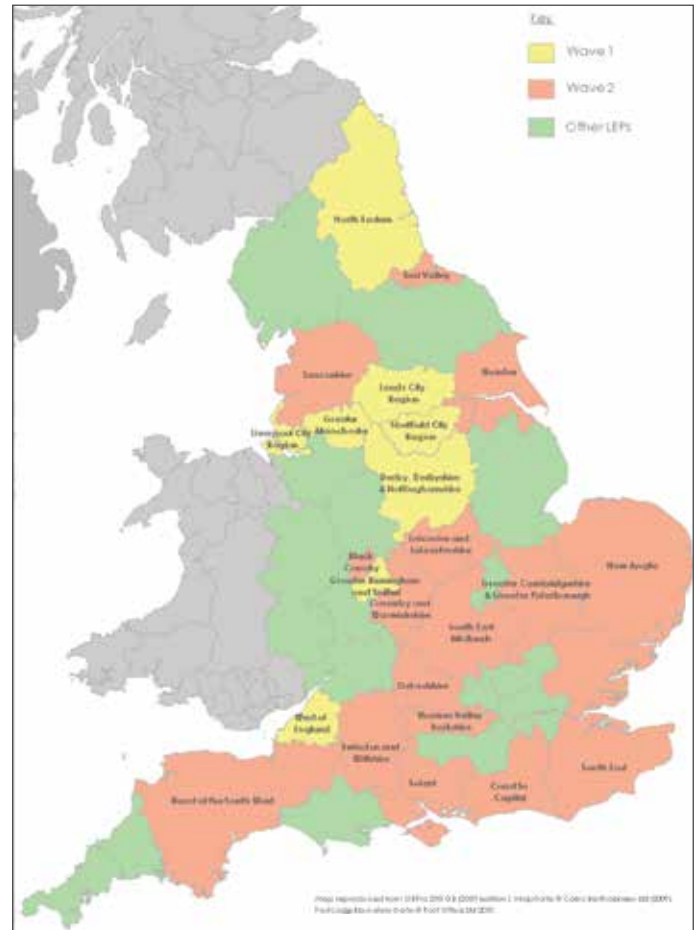 Key:
Wave 1
Wave 2
Other LEPs
North Eastern
Tees Valley
Lancashire
Leeds City
Region
Humber
Liverpool City
Region
Greater
Manchester
Sheffield City
Region
Derby, Derbyshire
& Nottinghamshire
Leicester and
Leicestershire
Black
Country
Greater Birmingham
and Solihull
Coventry and
Warwickshire
Greater Cambridgeshire
& Greater Peterborough
New Anglia
South East
Midlands
Oxfordshire
Thames Valley
Berkshire
West of
England
Swindon and
Wiltshire
Heart of the South West
Solent
Coast to
Capital
South East